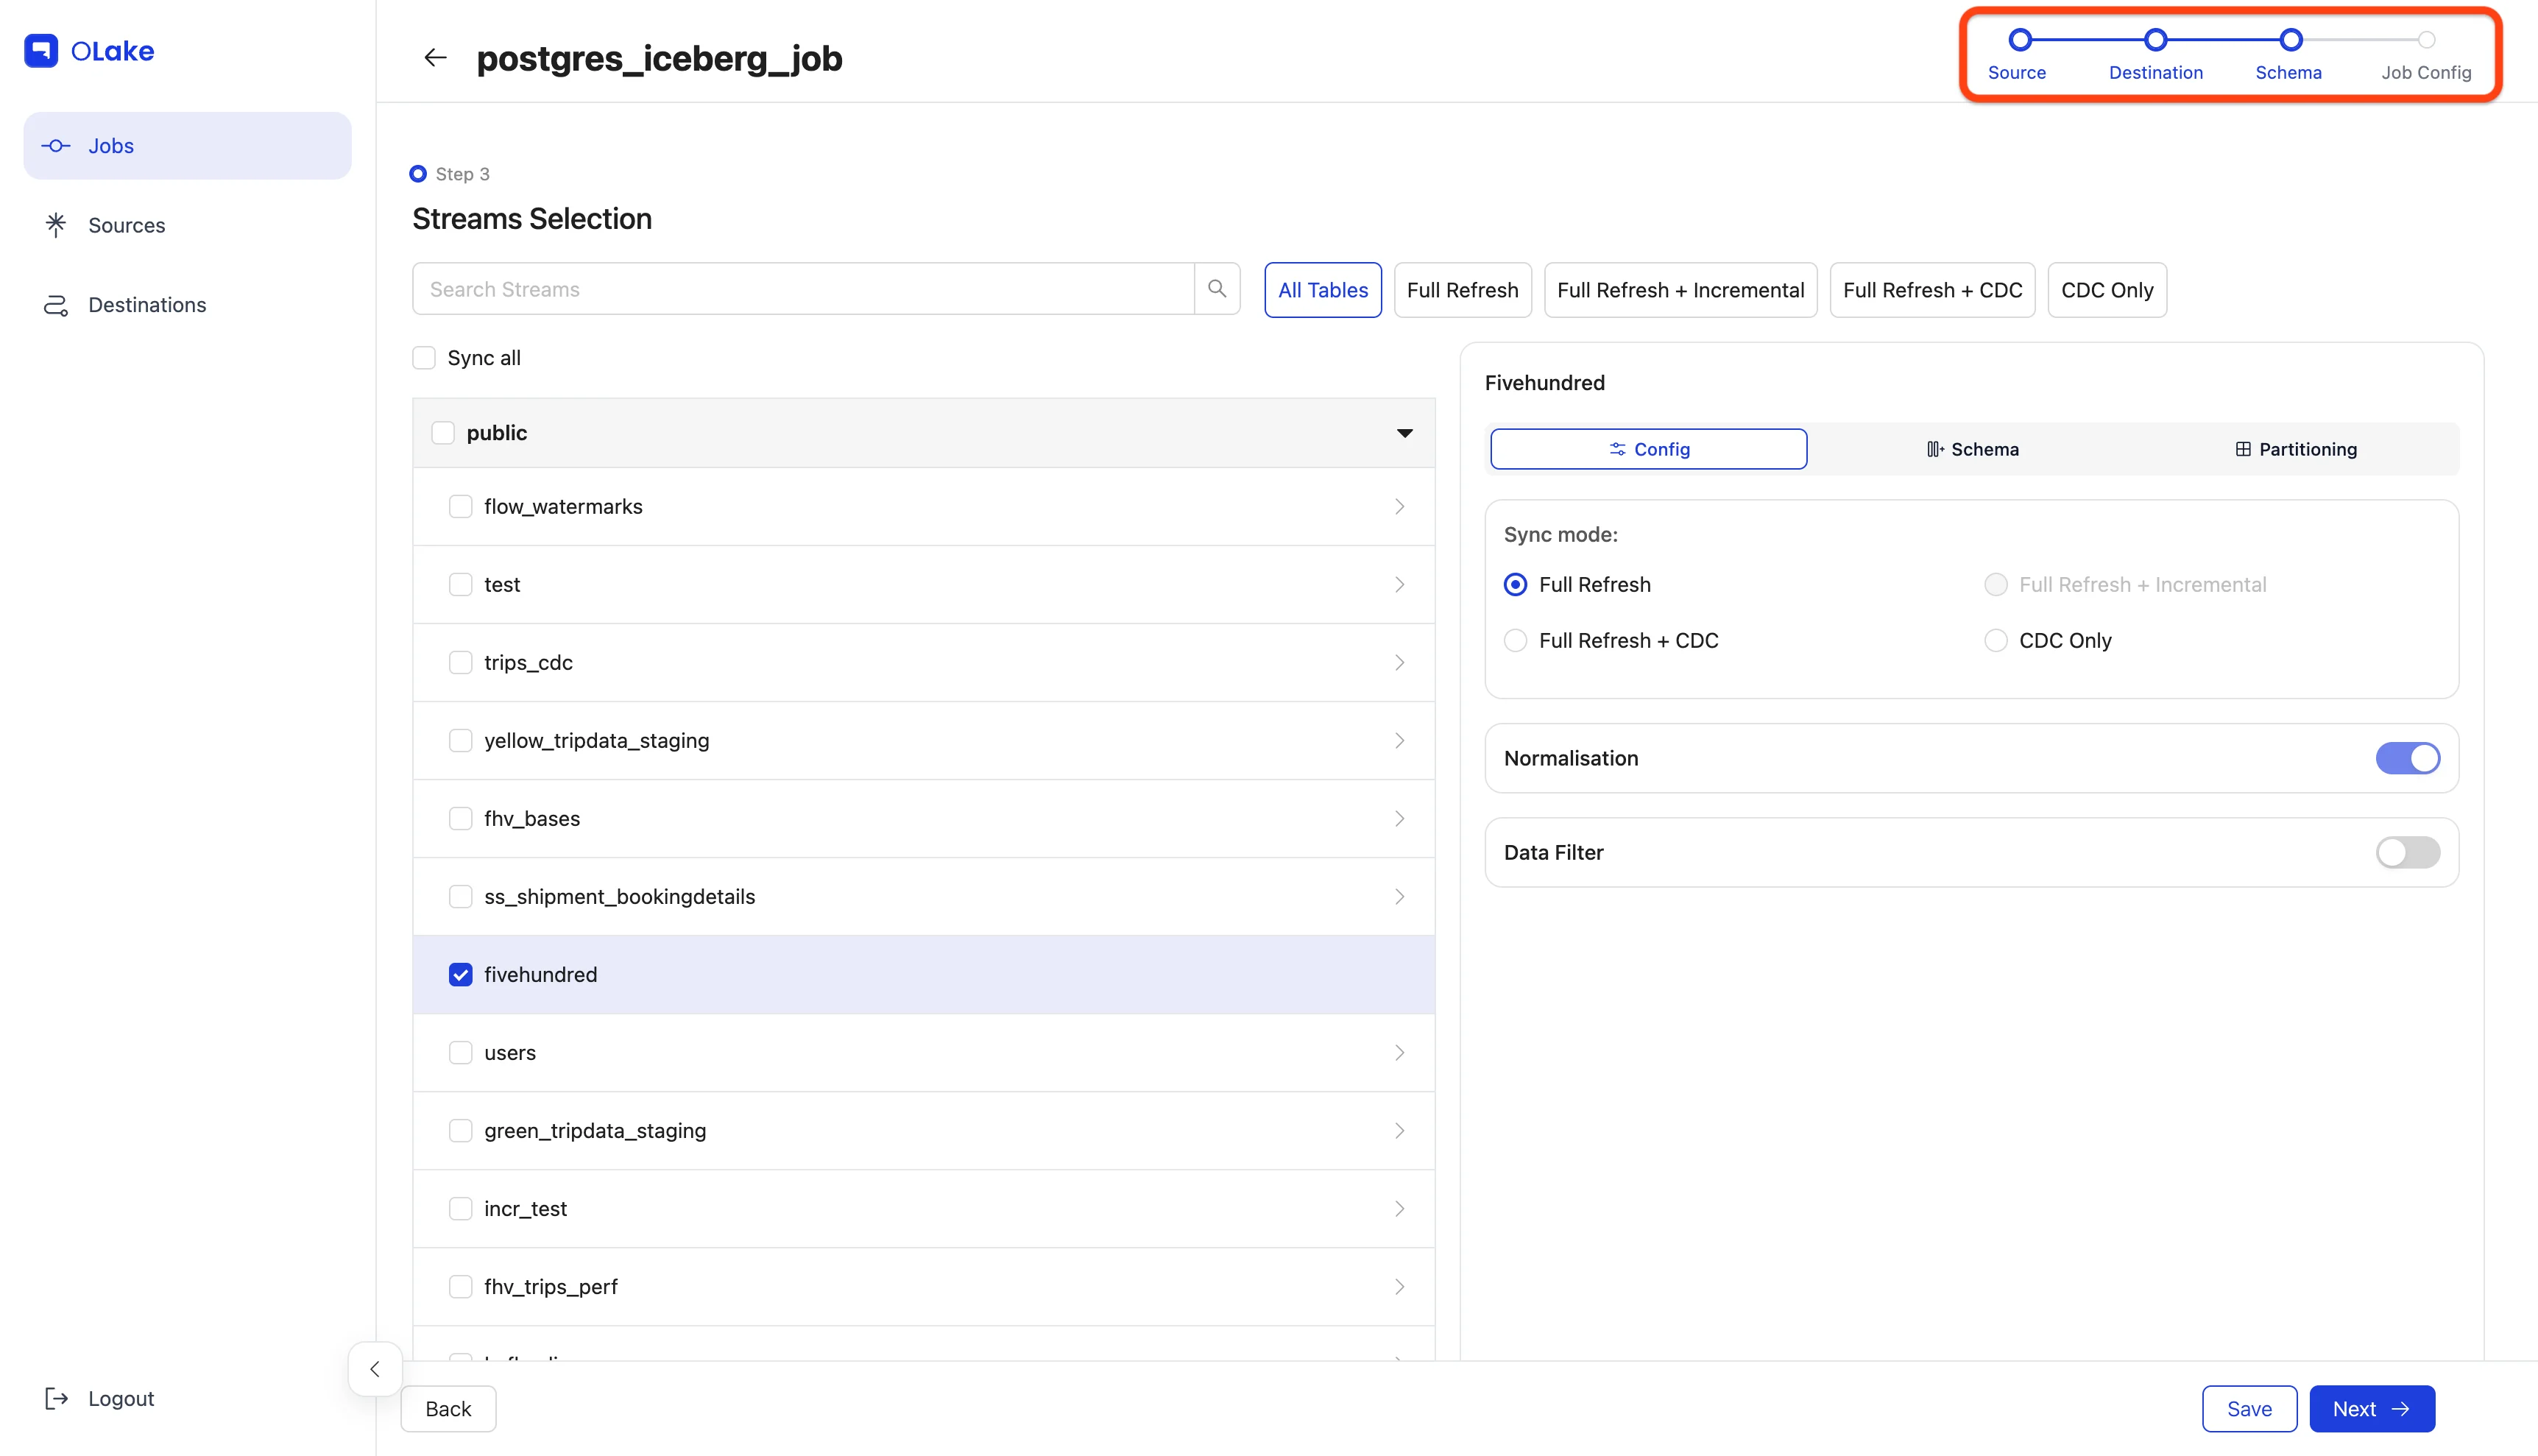 OLake
Jobs
Sources
Destinations
Logout
postgres_iceberg_job
Source
Destination
Schema
Job Config
Step 3
Streams Selection
Search Streams
All Tables
Full Refresh
Full Refresh + Incremental
Full Refresh + CDC
CDC Only
Sync all
public
flow_watermarks
test
trips_cdc
yellow_tripdata_staging
fhv_bases
ss_shipment_bookingdetails
fivehundred
users
green_tripdata_staging
incr_test
fhv_trips_perf
Fivehundred
Config
Schema
Partitioning
Sync mode:
Full Refresh
Full Refresh + Incremental
Full Refresh + CDC
CDC Only
Normalisation
Data Filter
Back
Save
Next